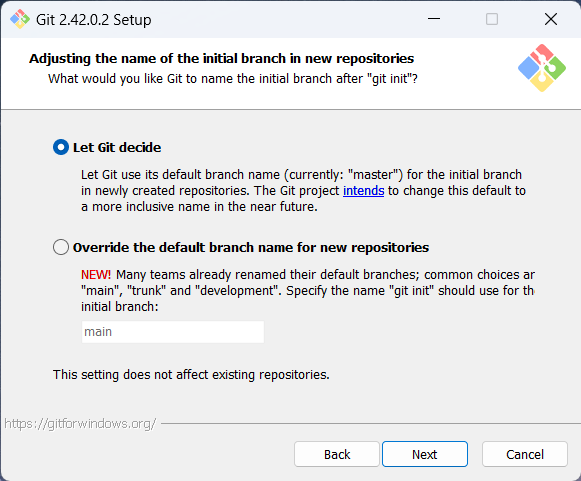 Git 2.42.0.2 Setup
Adjusting the name of the initial branch in new repositories
What would you like Git to name the initial branch after "git init"?
Let Git decide
Let Git use its default branch name (currently: "master") for the initial branch
in newly created repositories. The Git project intends to change this default to
a more inclusive name in the near future.
Override the default branch name for new repositories
NEW! Many teams already renamed their default branches; common choices ar
"main", "trunk" and "development". Specify the name "git init" should use for the
initial branch:
main
This setting does not affect existing repositories.
https://gitforwindows.org/
Back Next Cancel